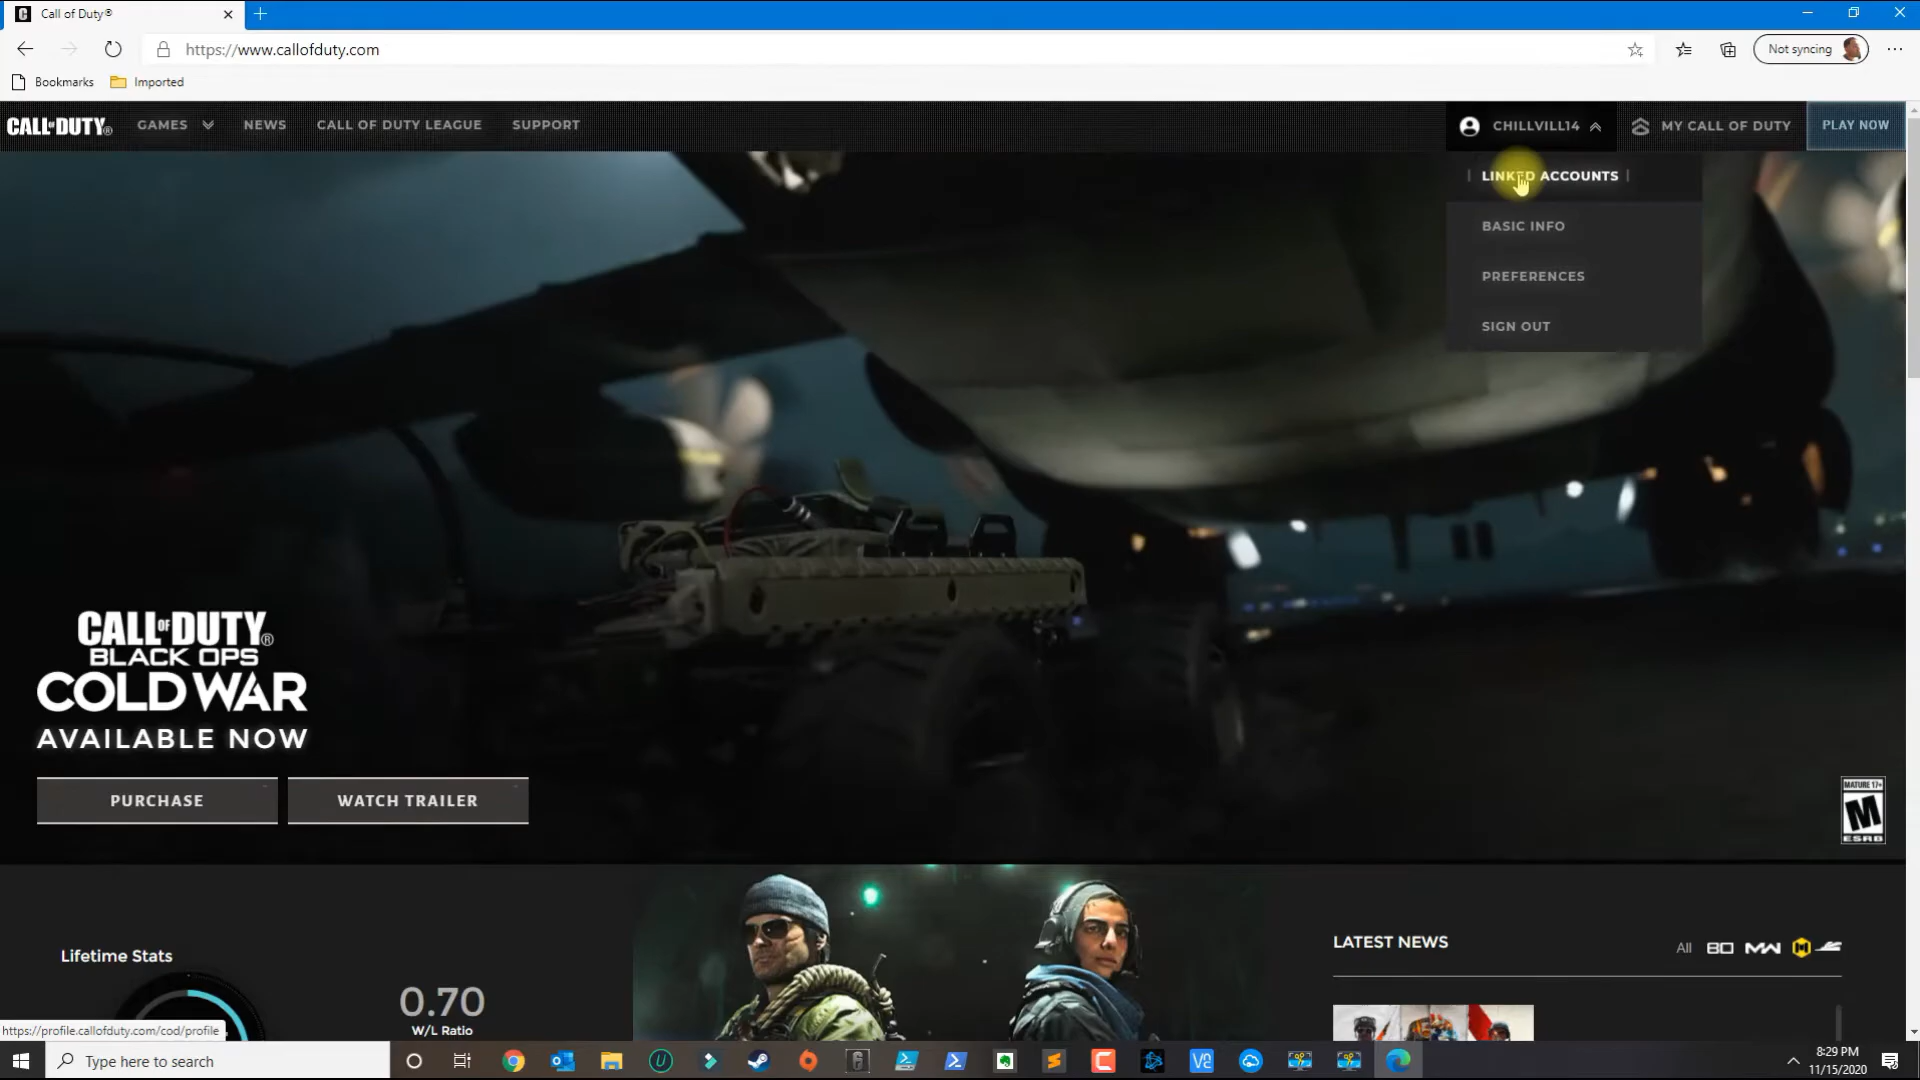 Call of Duty®
https://www.callofduty.com
Not syncing
Bookmarks
Imported
CALL OF DUTY®
GAMES
NEWS
CALL OF DUTY LEAGUE
SUPPORT
CHILLVILL14
MY CALL OF DUTY
PLAY NOW
LINKED ACCOUNTS
BASIC INFO
PREFERENCES
SIGN OUT
CALL OF DUTY®
BLACK OPS
COLD WAR
AVAILABLE NOW
PURCHASE
WATCH TRAILER
MATURE 17+
M
ESRB
Lifetime Stats
0.70
W/L Ratio
LATEST NEWS
All
MW
https://profile.callofduty.com/cod/profile
Type here to search
8:29 PM
11/15/2020